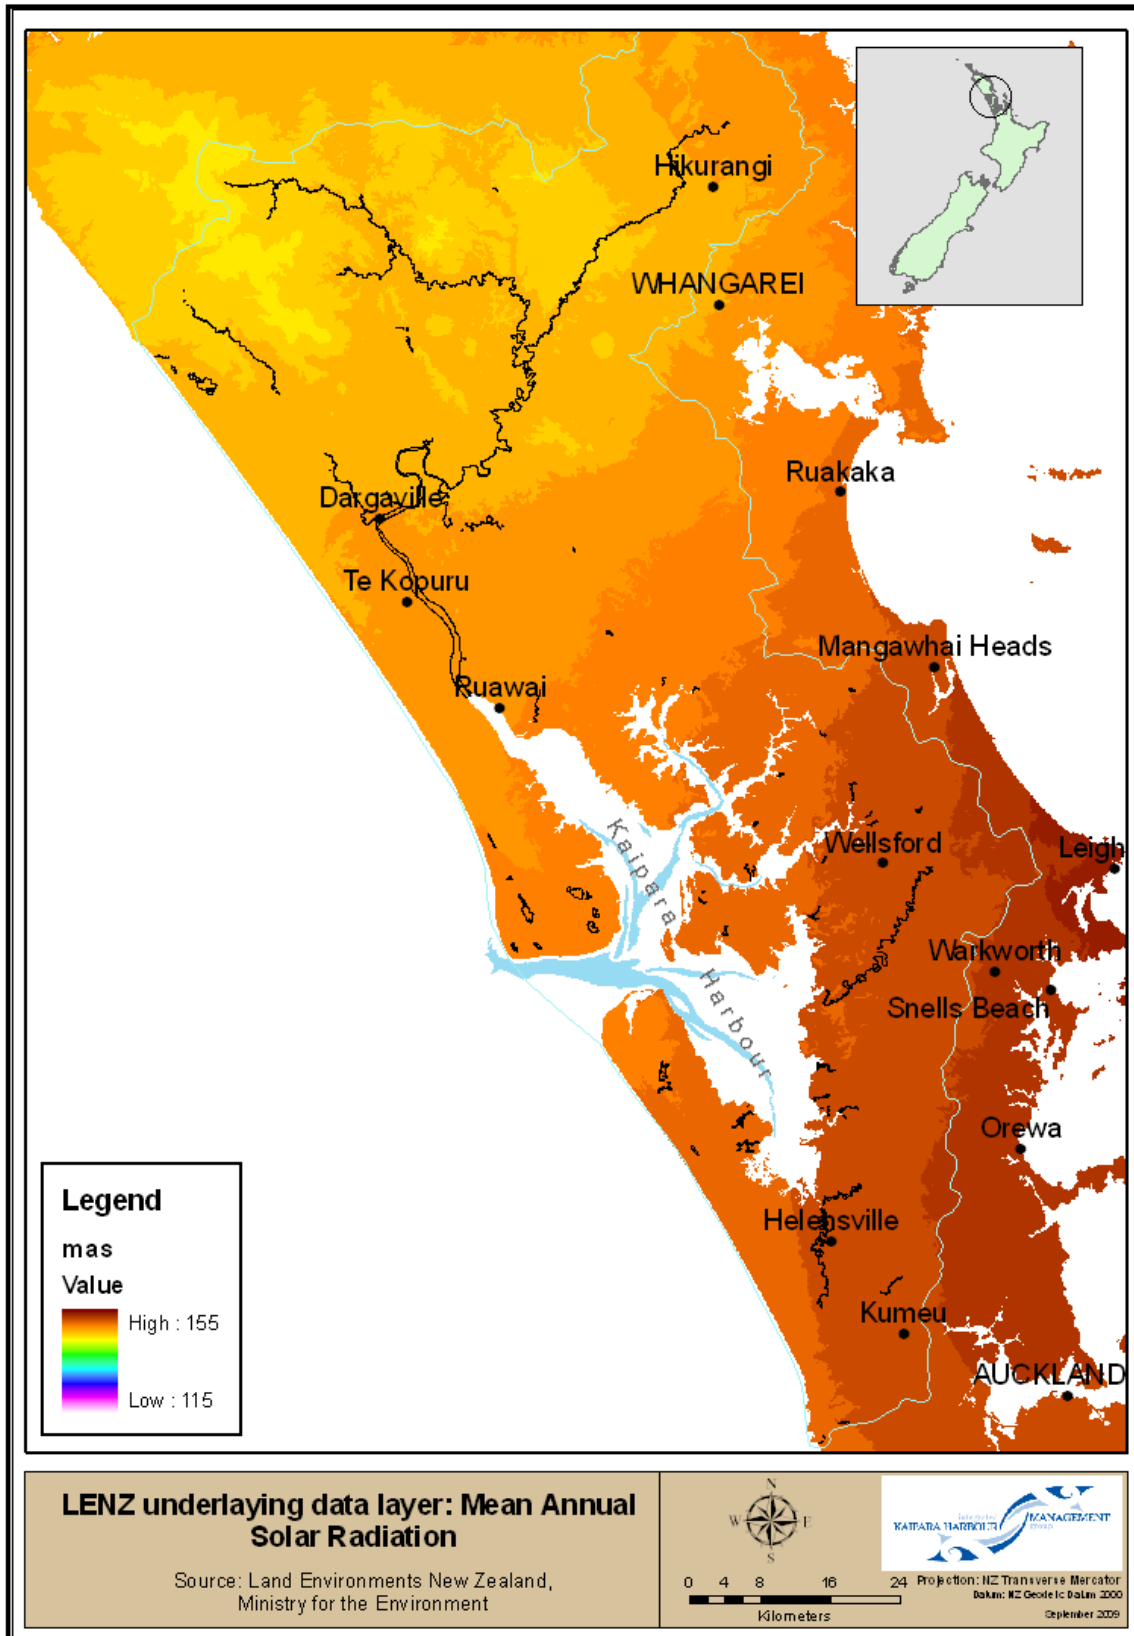 Hikurangi
WHANGAREI
Ruakaka
Dargaville
Te Kopuru
Mangawhai Heads
Ruawai
Kaipara
Harbour
Wellsford
Leigh
Warkworth
Snells Beach
Orewa
Helensville
Kumeu
AUCKLAND
Legend
mas
Value
High : 155
Low : 115
LENZ underlaying data layer: Mean Annual
Solar Radiation
Source: Land Environments New Zealand,
Ministry for the Environment
N
W E
S
0 4 8 16 24
Kilometers
Integrated
KAIPARA HARBOUR MANAGEMENT
Group
Projection: NZ Transverse Mercator
Datum: NZ Geodetic Datum 2000
September 2009